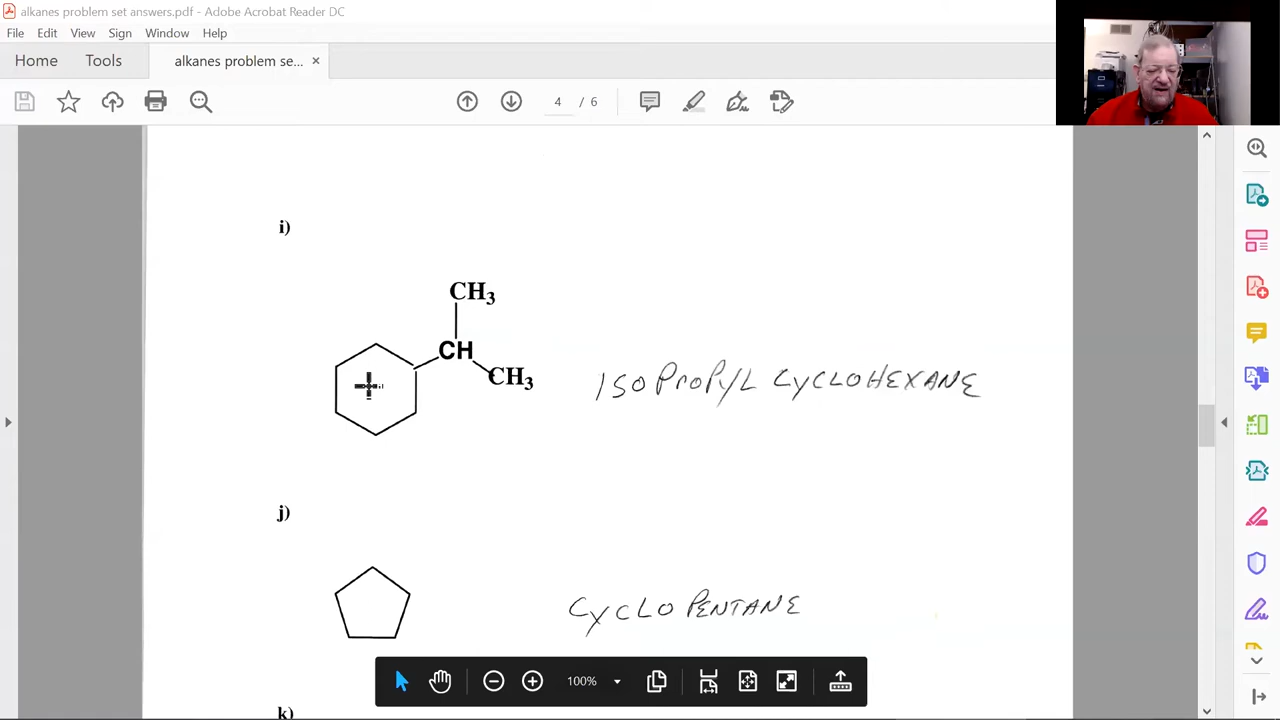 alkanes problem set answers.pdf - Adobe Acrobat Reader DC
File Edit View Sign Window Help
Home Tools alkanes problem se... ×
4 / 6
i)
CH3
CH
CH3
ISOPROPYL CYCLOHEXANE
j)
CYCLOPENTANE
100%
k)